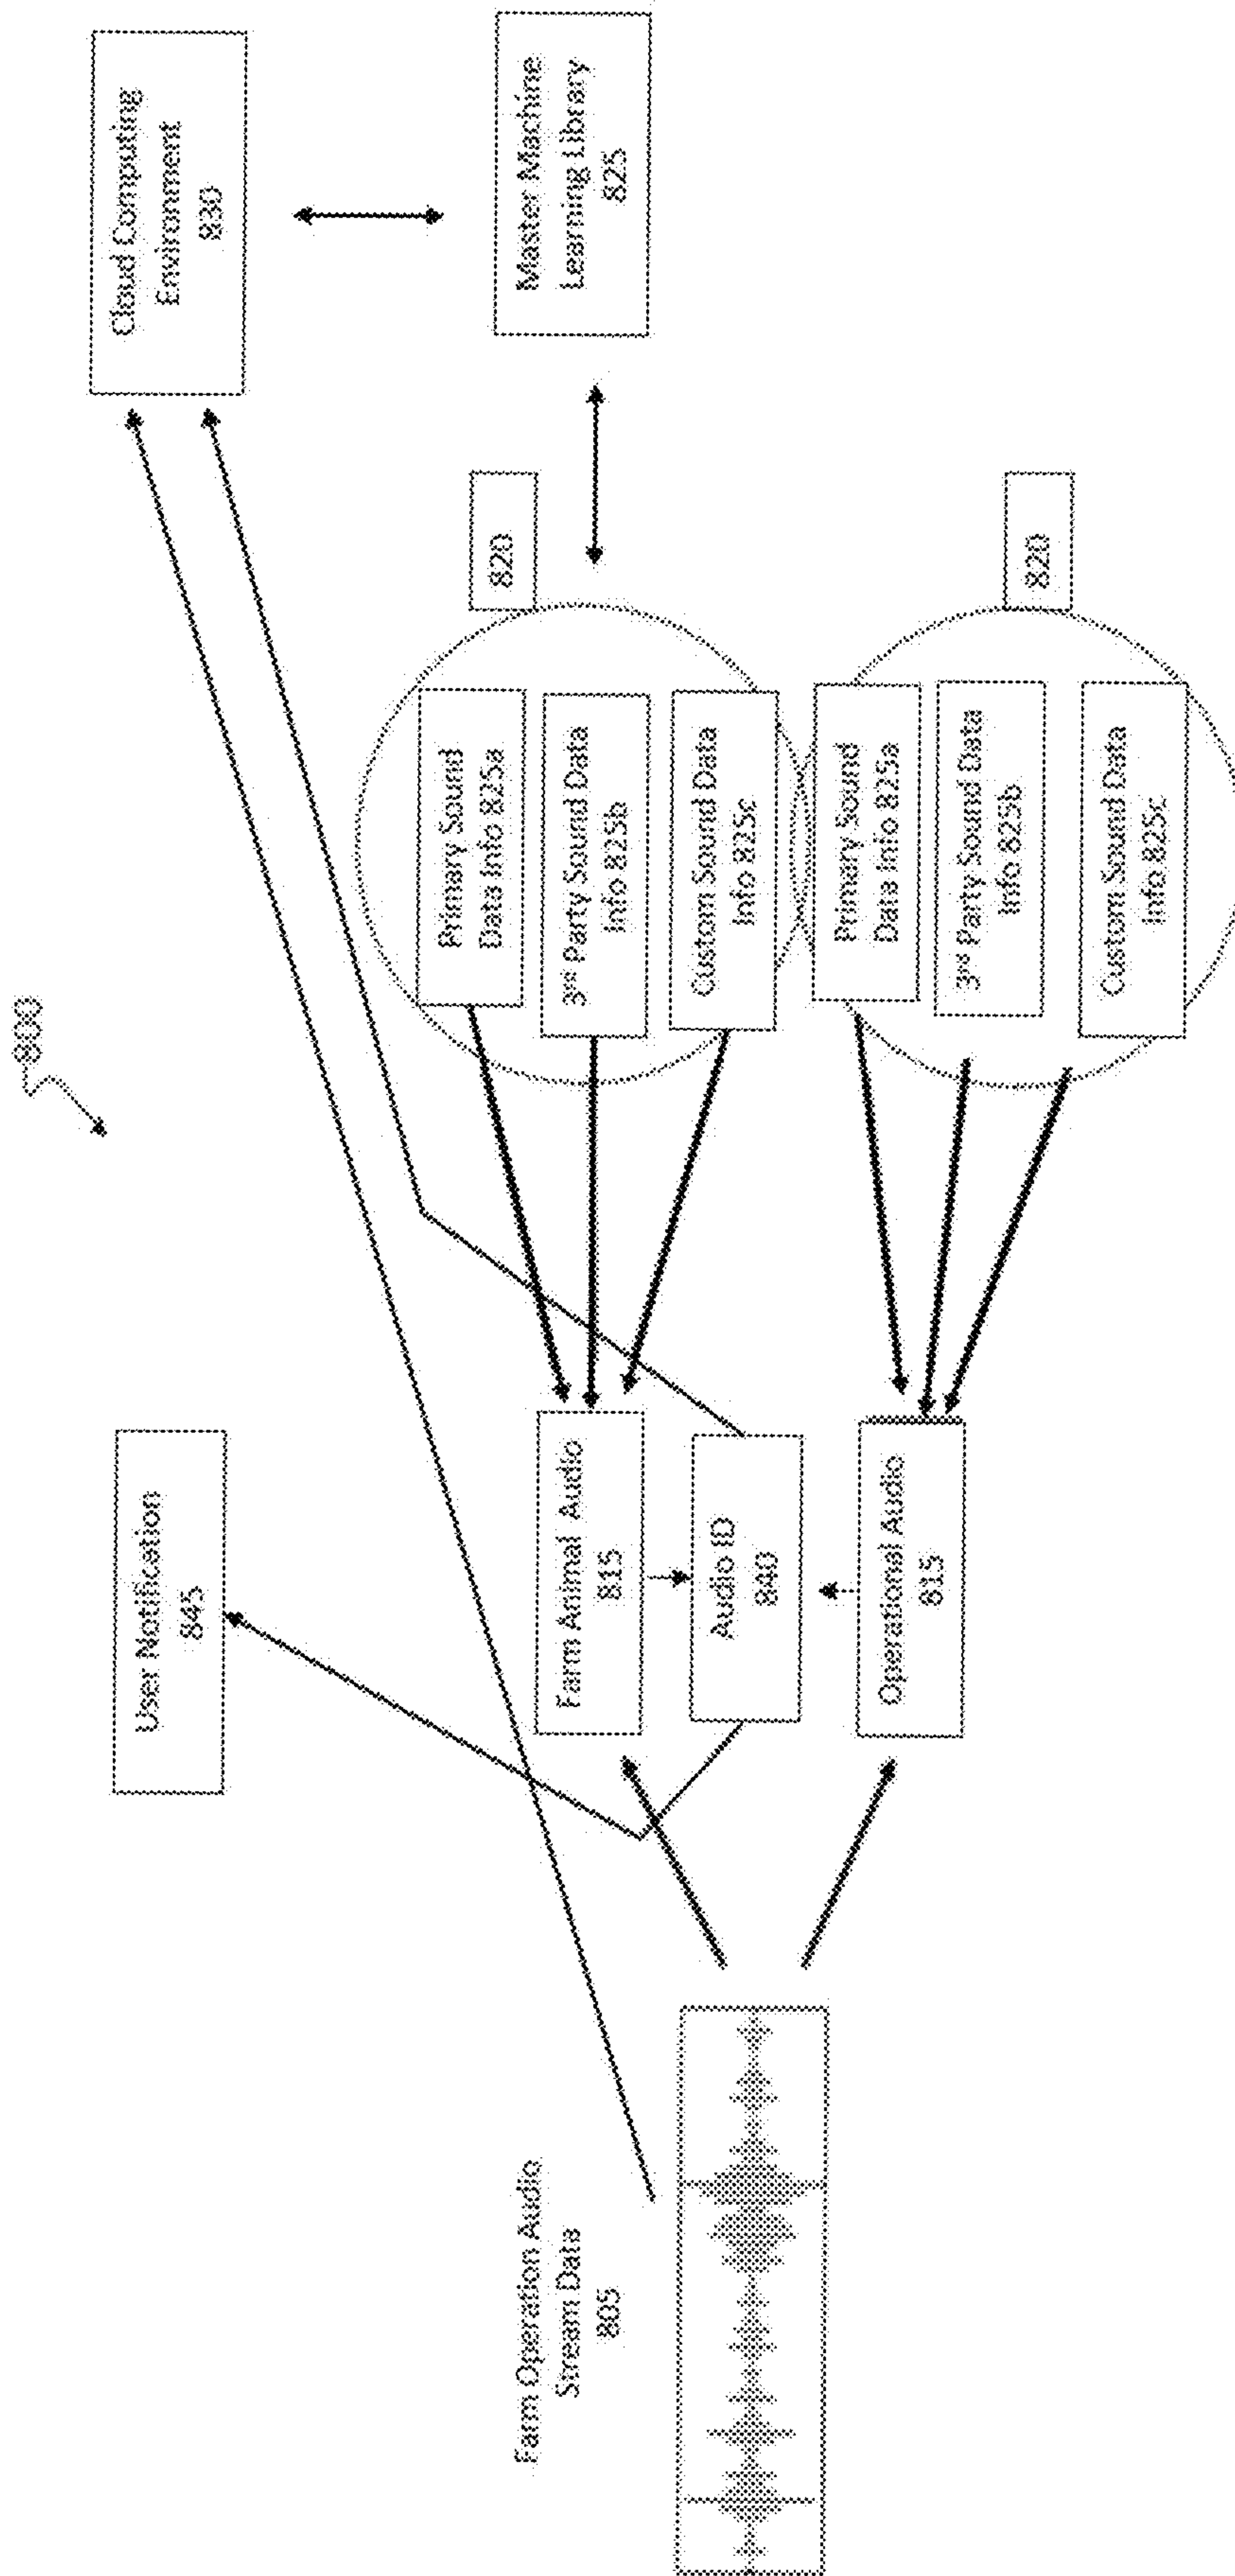 800
User Notification
845
Cloud Computing
Environment
830
Farm Operation Audio
Stream Data
805
Farm Animal Audio
815
Audio ID
840
Operational Audio
815
Primary Sound
Data Info 825a
3rd Party Sound Data
Info 825b
Custom Sound Data
Info 825c
820
Master Machine
Learning Library
825
Primary Sound
Data Info 825a
3rd Party Sound Data
Info 825b
Custom Sound Data
Info 825c
820